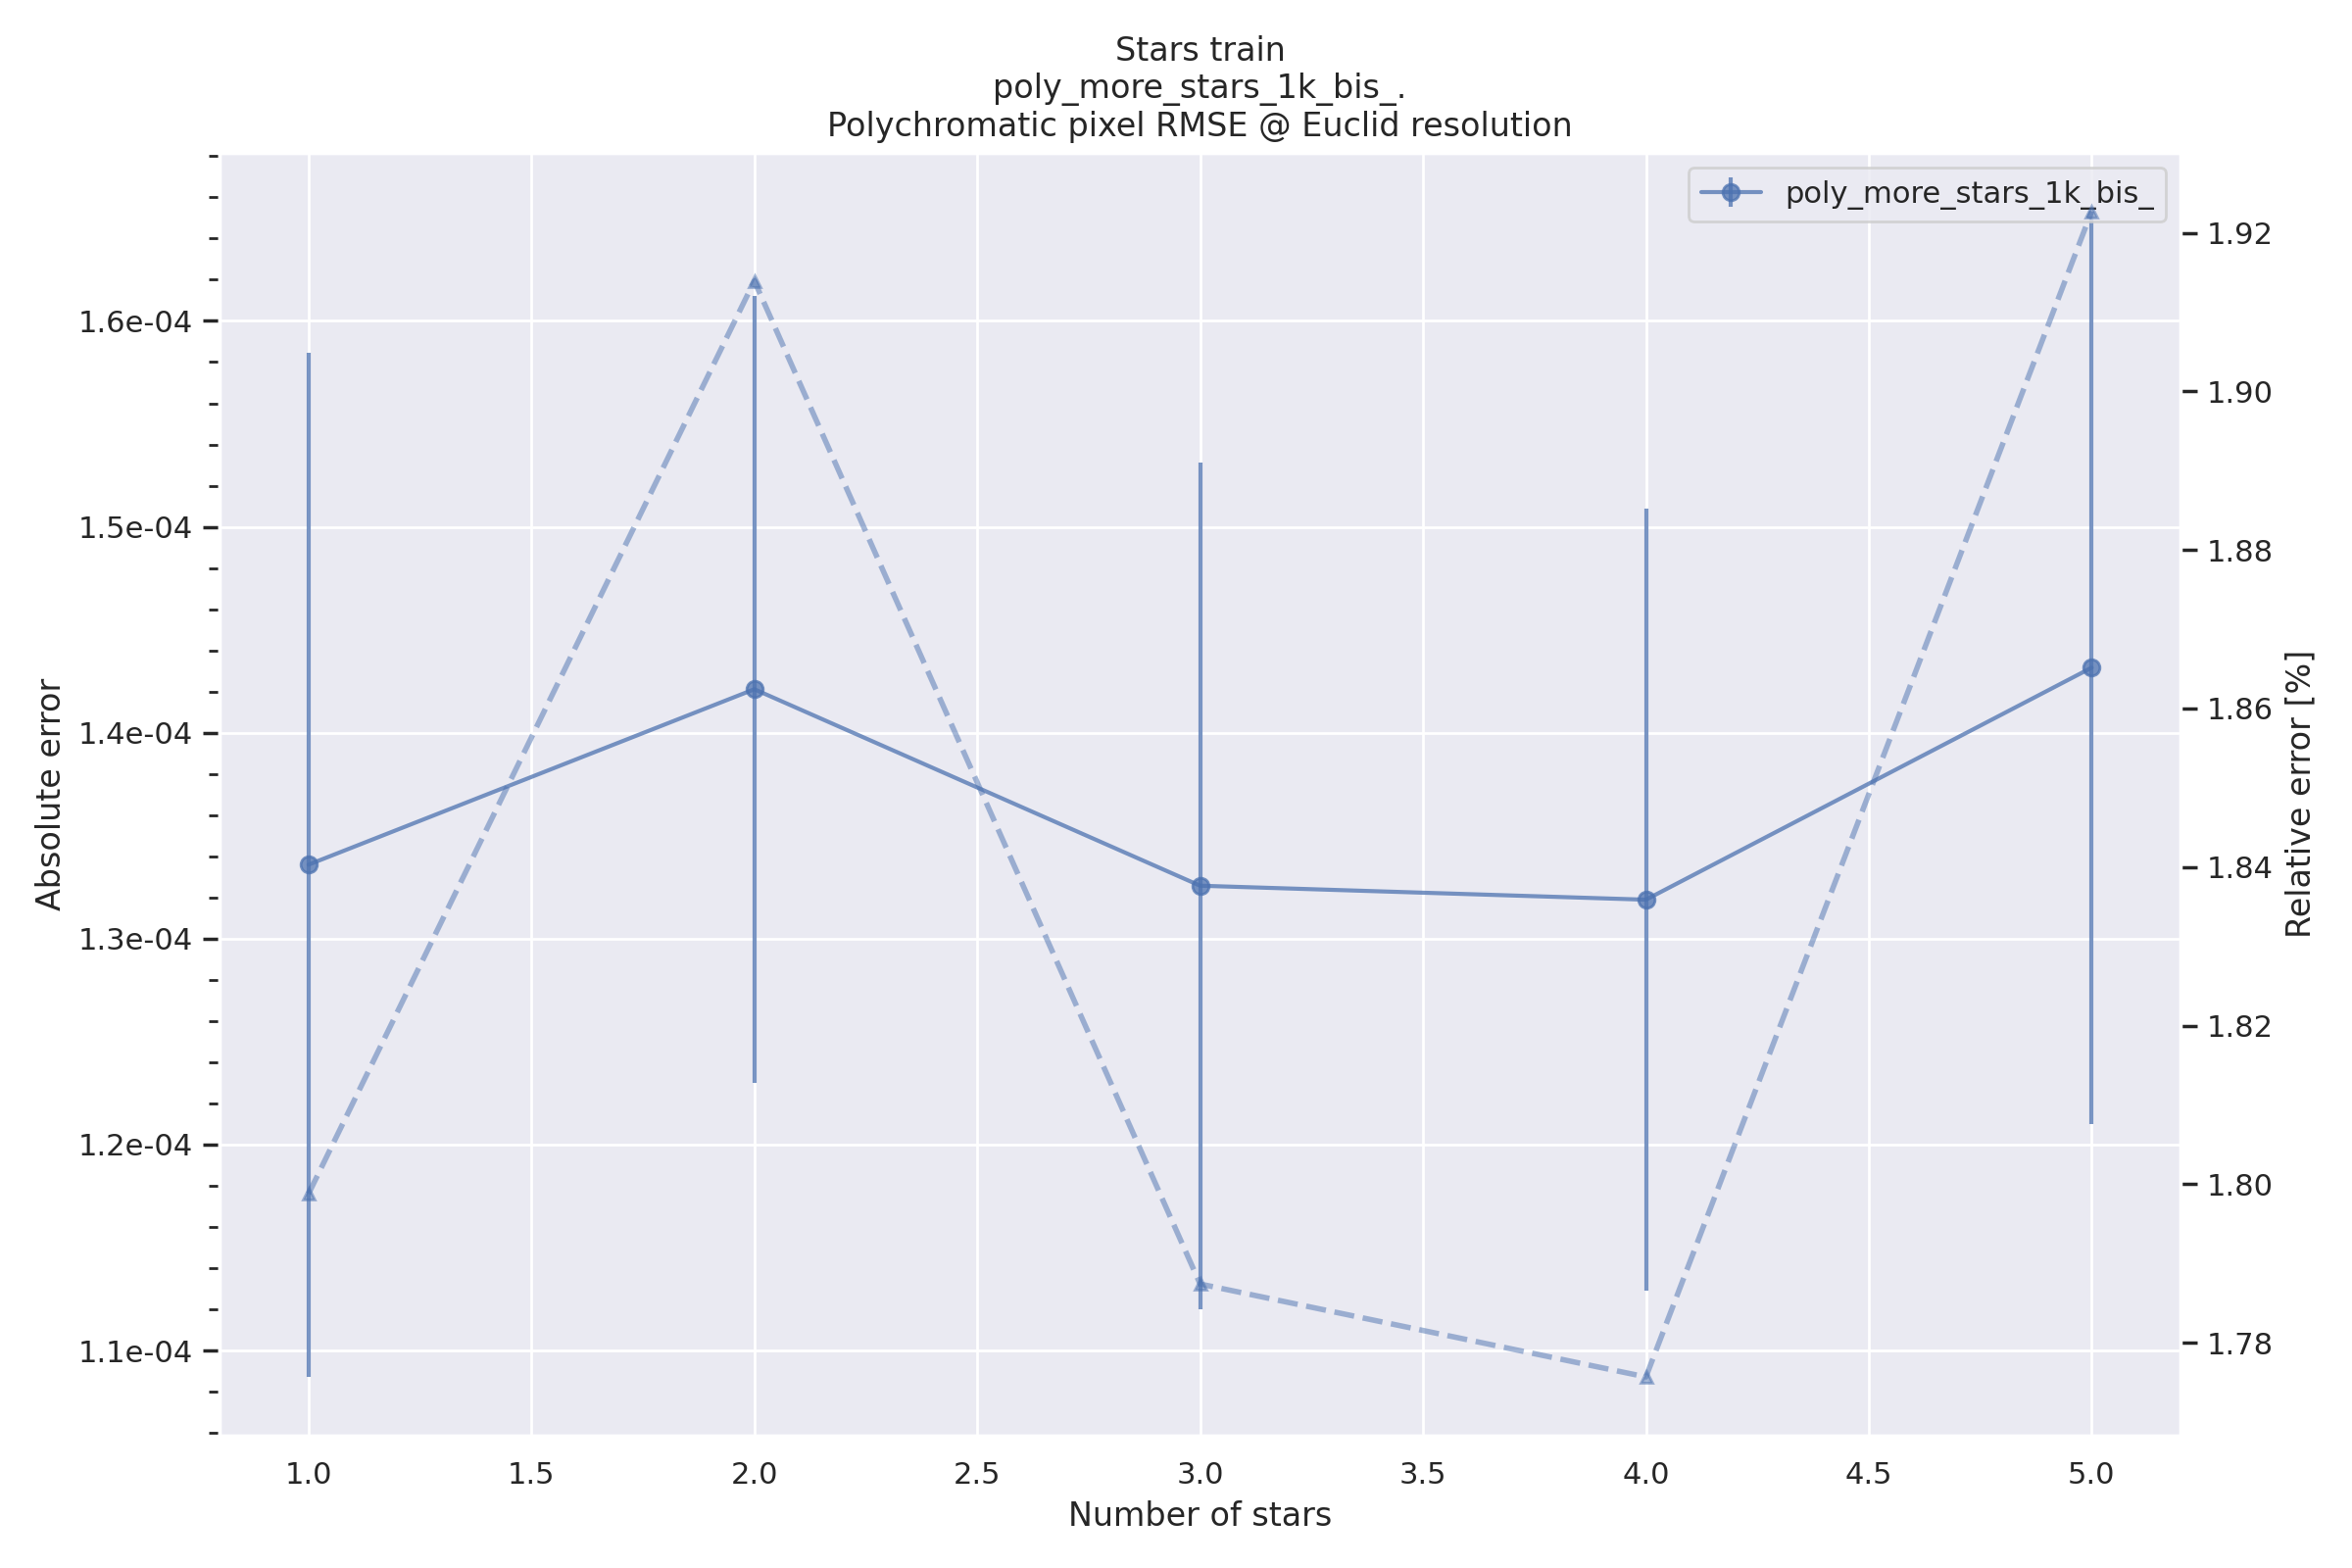 Stars train
poly_more_stars_1k_bis_.
Polychromatic pixel RMSE @ Euclid resolution
poly_more_stars_1k_bis_
Absolute error
1.6e-04
1.5e-04
1.4e-04
1.3e-04
1.2e-04
1.1e-04
1.92
1.90
1.88
1.86
1.84
1.82
1.80
1.78
Relative error [%]
1.0 1.5 2.0 2.5 3.0 3.5 4.0 4.5 5.0
Number of stars